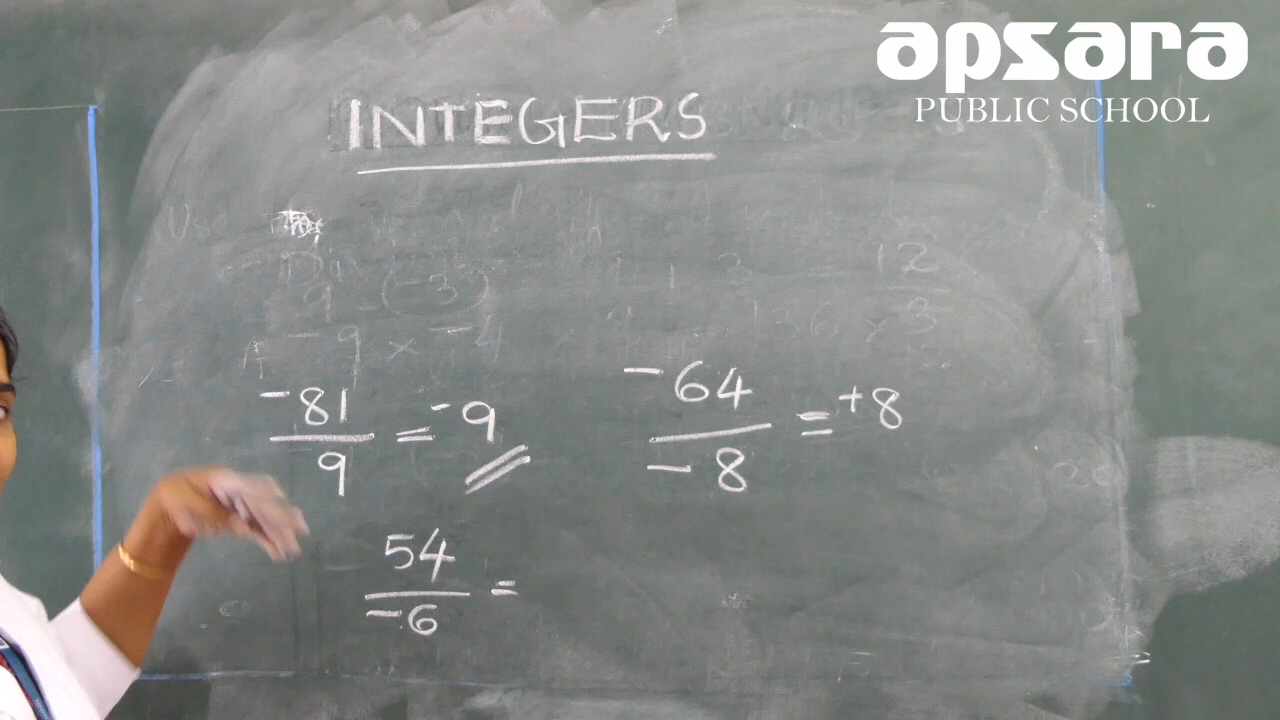 apsara
PUBLIC SCHOOL
INTEGERS
-81/9 = -9
-64/-8 = +8
54/-6 =